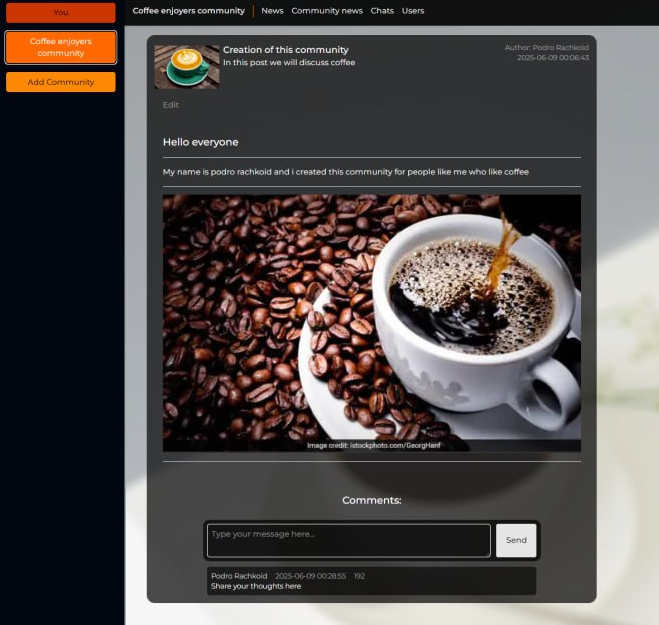 You
Coffee enjoyers
community
Add Community
Coffee enjoyers community News Community news Chats Users
Creation of this community
In this post we will discuss coffee
Author: Podro Rachkoid
2025-06-09 00:06:43
Edit
Hello everyone
My name is podro rachkoid and i created this community for people like me who like coffee
Image credit: istockphoto.com/GeorgHanf
Comments:
Type your message here...
Send
Podro Rachkoid 2025-06-09 00:28:55 192
Share your thoughts here